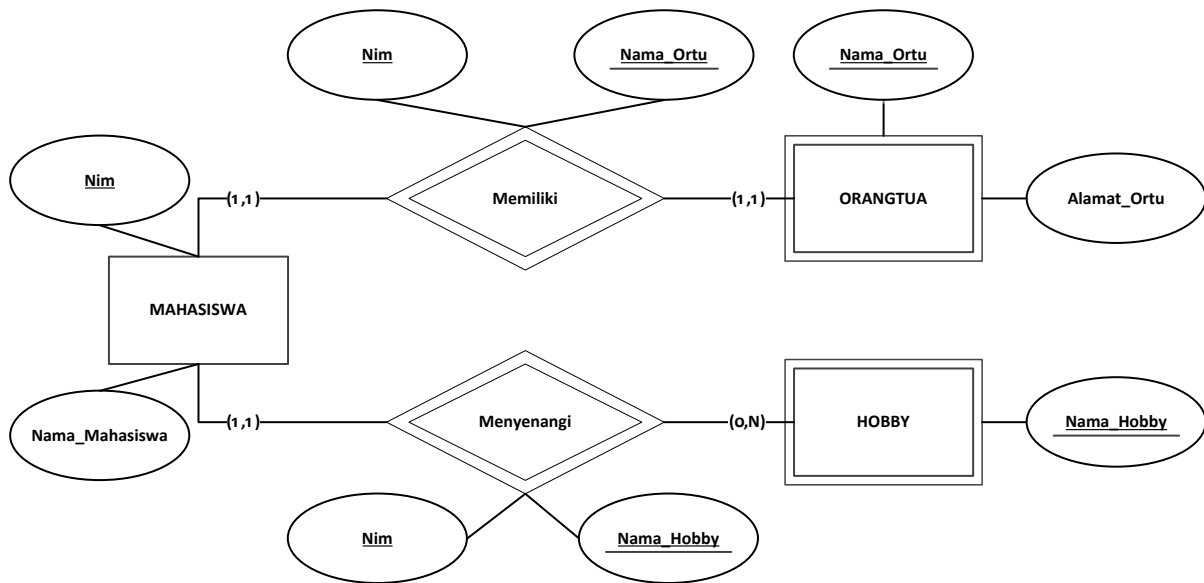 Nim
Nama_Ortu
Nama_Ortu
Nim
(1,1)
Memiliki
(1,1)
ORANGTUA
Alamat_Ortu
MAHASISWA
Nama_Mahasiswa
(1,1)
Menyenangi
(0,N)
HOBBY
Nama_Hobby
Nim
Nama_Hobby